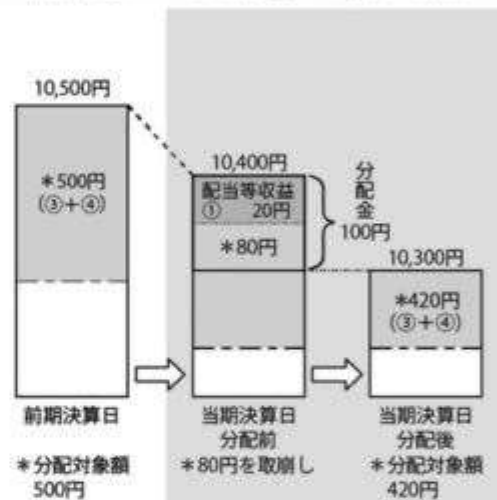 10,500円
*500円
(③+④)
10,400円
配当等収益
① 20円
*80円
分配金
100円
10,300円
*420円
(③+④)
前期決算日
当期決算日
分配前
当期決算日
分配後
*分配対象額
500円
*80円を取崩し
*分配対象額
420円